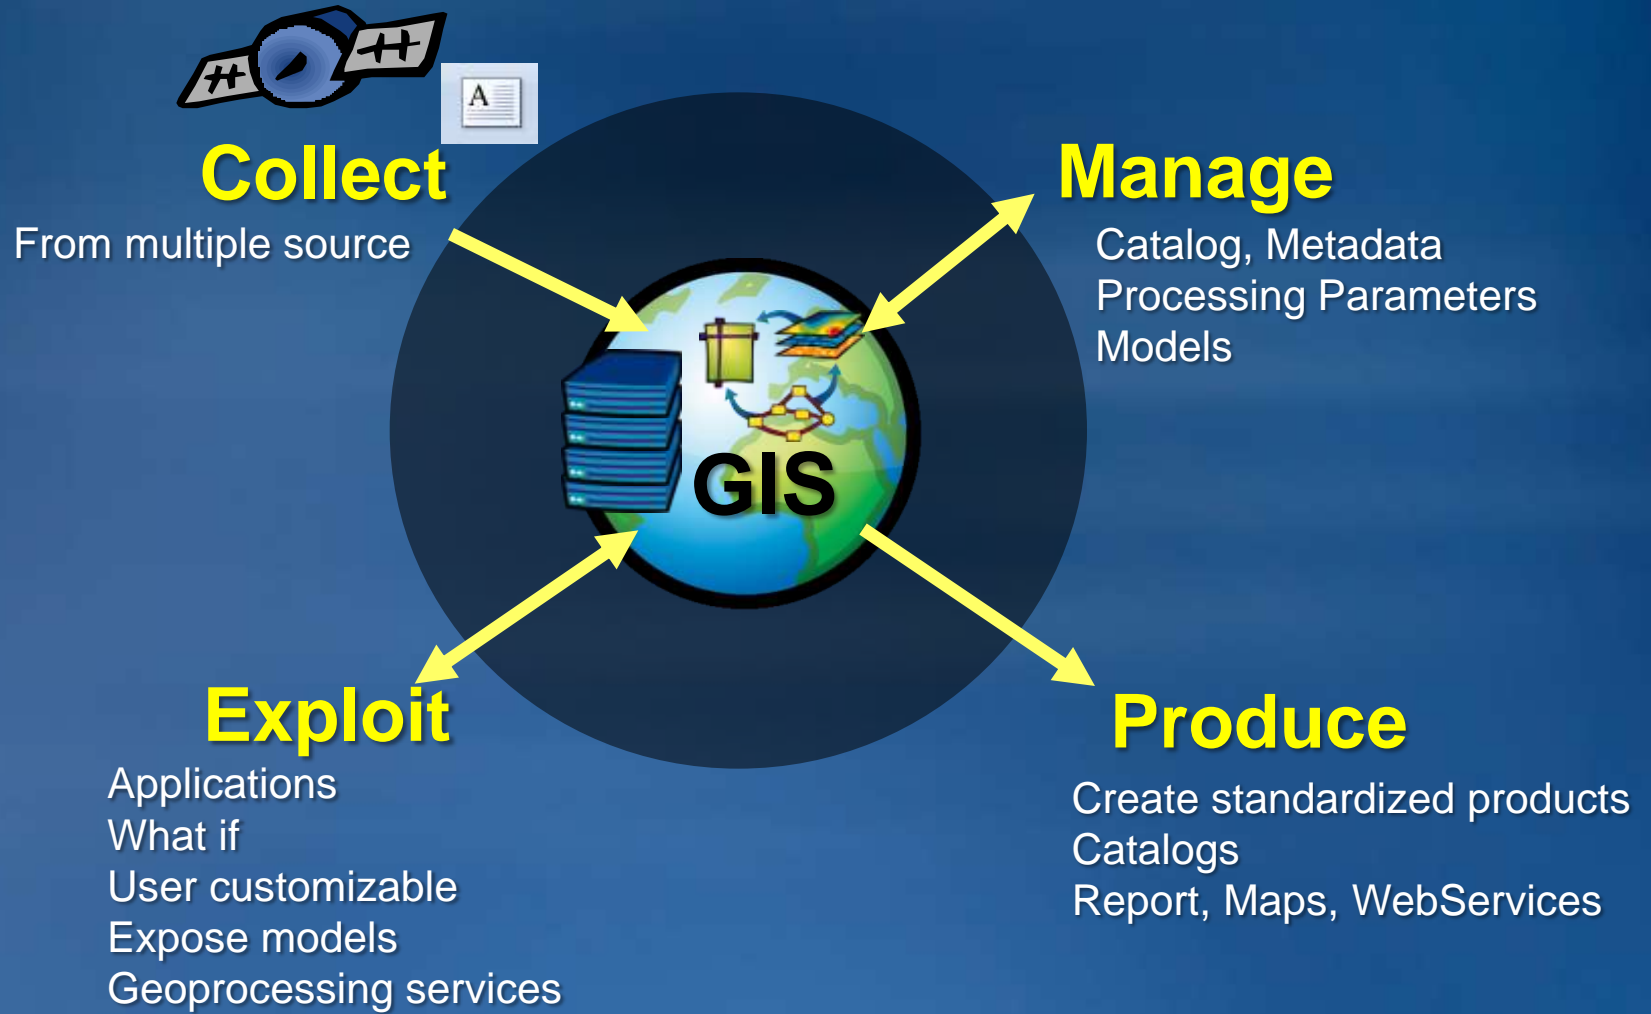 A
Collect
From multiple source
Manage
Catalog, Metadata
Processing Parameters
Models
GIS
Exploit
Applications
What if
User customizable
Expose models
Geoprocessing services
Produce
Create standardized products
Catalogs
Report, Maps, WebServices